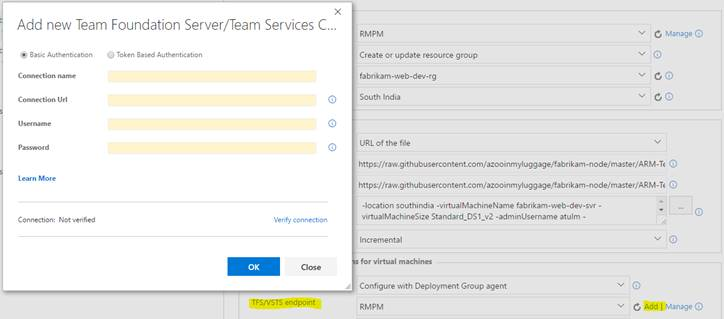 Add new Team Foundation Server/Team Services C...
Basic Authentication Token Based Authentication
Connection name
Connection Url
Username
Password
Learn More
Connection: Not verified Verify connection
OK Close
RMPM Manage
Create or update resource group
fabrikam-web-dev-rg
South India
URL of the file
https://raw.githubusercontent.com/azooinmyluggage/fabrikam-node/master/ARM-Te
https://raw.githubusercontent.com/azooinmyluggage/fabrikam-node/master/ARM-Te
-location southindia -virtualMachineName fabrikam-web-dev-svr -
virtualMachineSize Standard_DS1_v2 -adminUsername atulm -
...
Incremental
ns for virtual machines
Configure with Deployment Group agent
TFS/VSTS endpoint RMPM Add | Manage